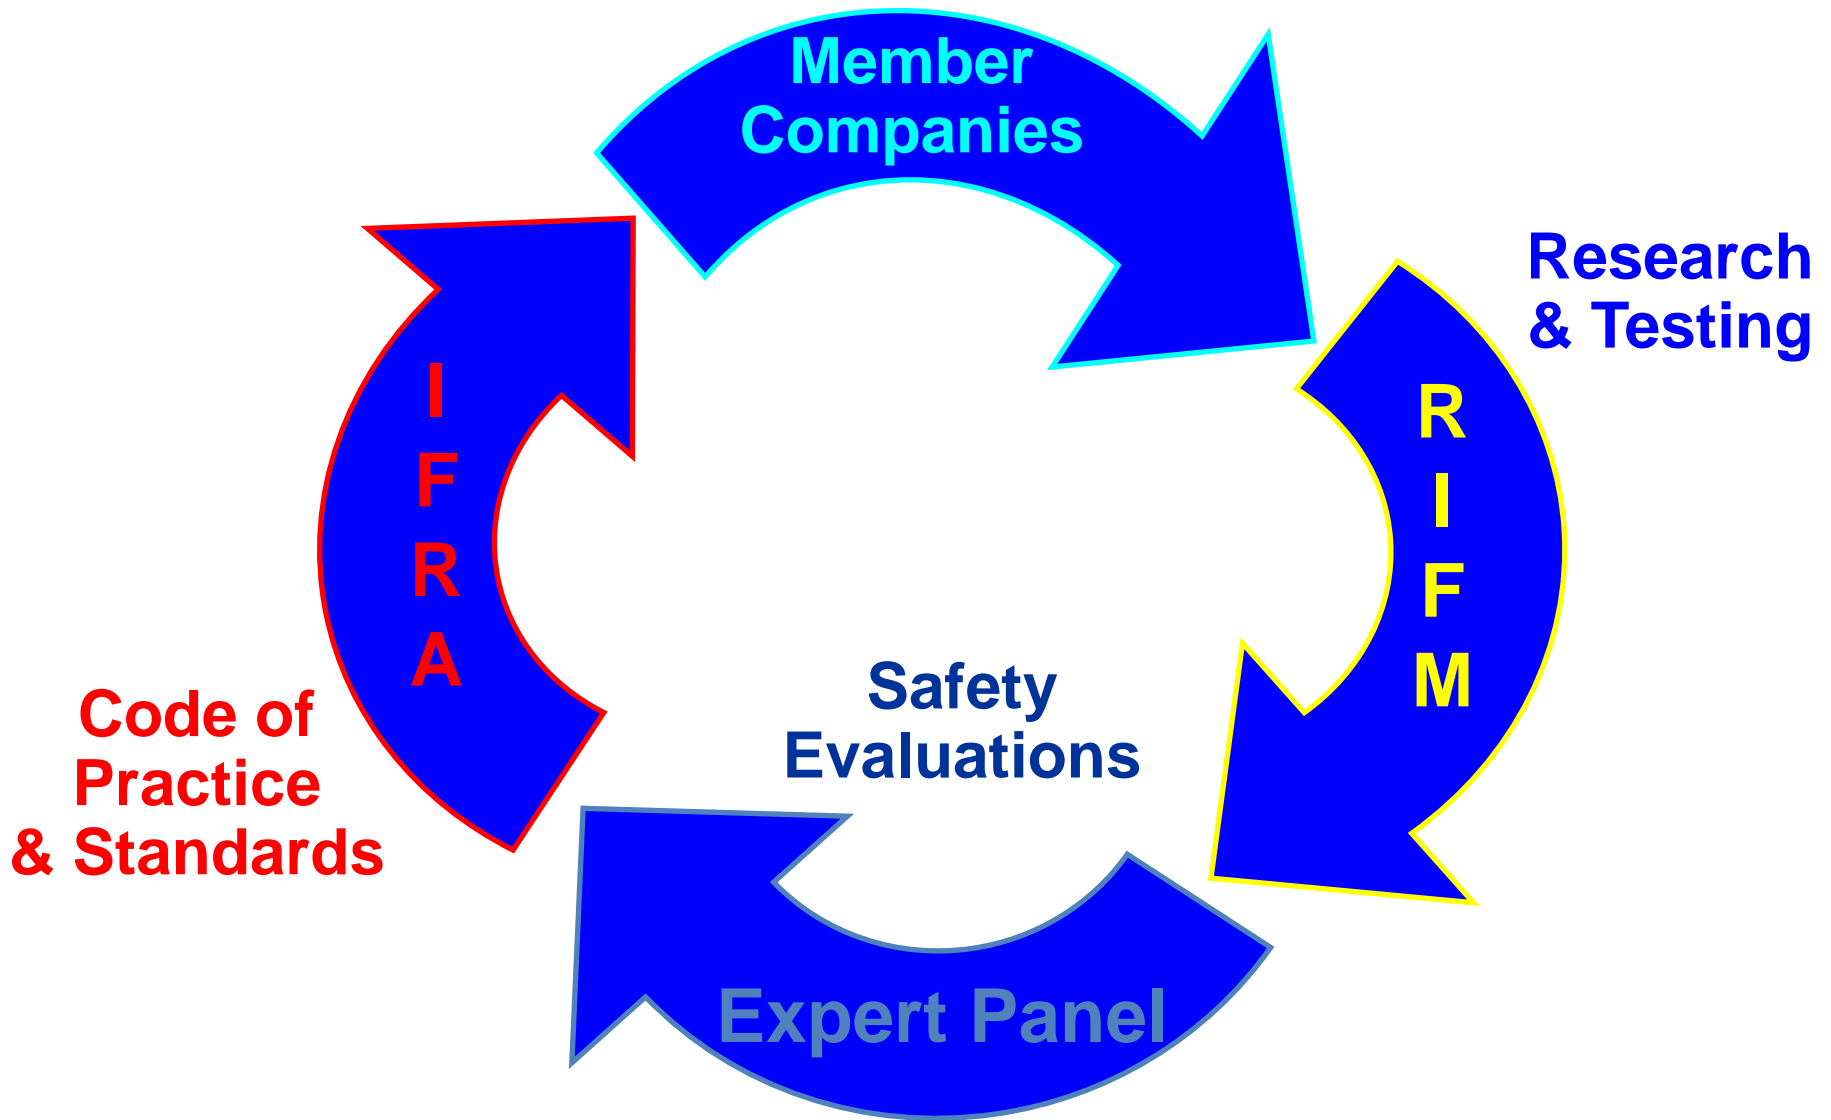 Member
Companies
Research
& Testing
R
I
F
M
Safety
Evaluations
Expert Panel
I
F
R
A
Code of
Practice
& Standards